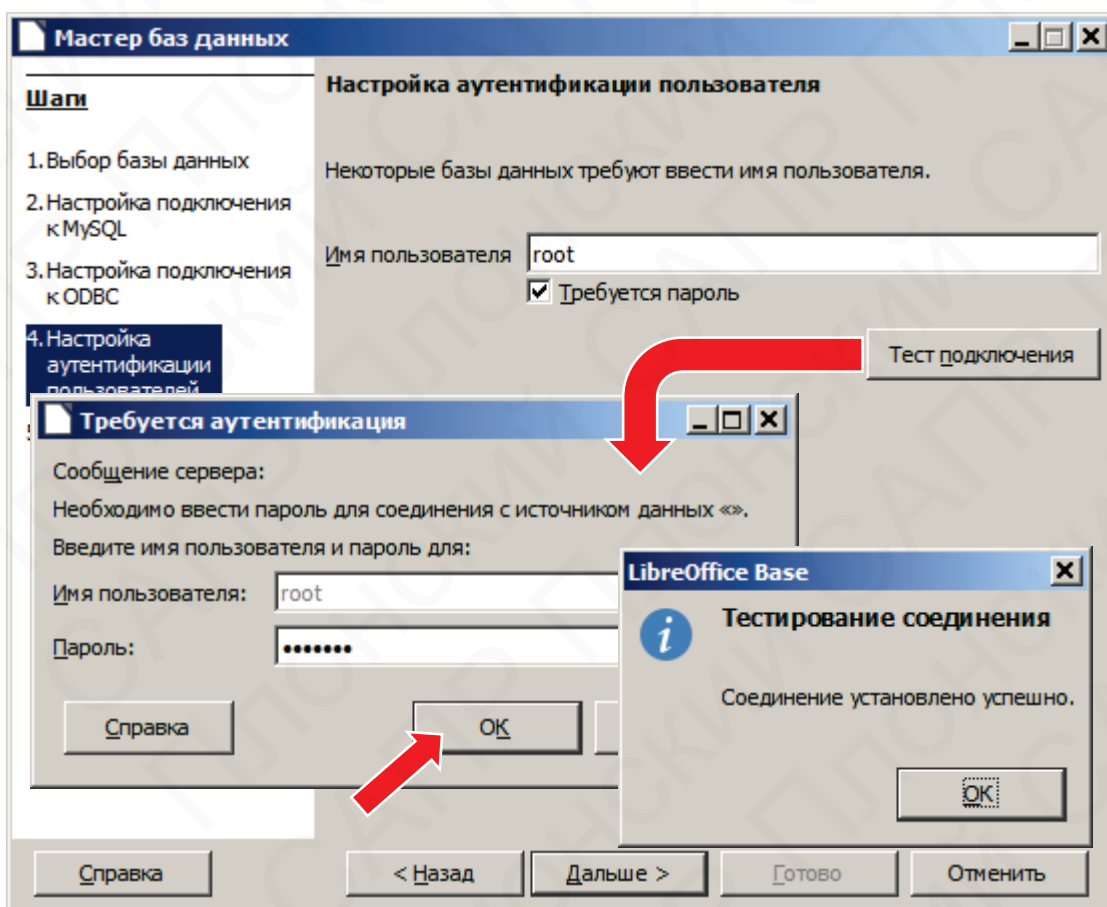 Мастер баз данных
Шаги
1. Выбор базы данных
2. Настройка подключения
к MySQL
3. Настройка подключения
к ODBC
4. Настройка
аутентификации
пользователей
Настройка аутентификации пользователя
Некоторые базы данных требуют ввести имя пользователя.
Имя пользователя root
Требуется пароль
Тест подключения
Требуется аутентификация
Сообщение сервера:
Необходимо ввести пароль для соединения с источником данных «».
Введите имя пользователя и пароль для:
Имя пользователя: root
Пароль: •••••••
Справка OK
LibreOffice Base
Тестирование соединения
Соединение установлено успешно.
OK
Справка < Назад Дальше > Готово Отменить
САПР ПЛОНСКИЙ